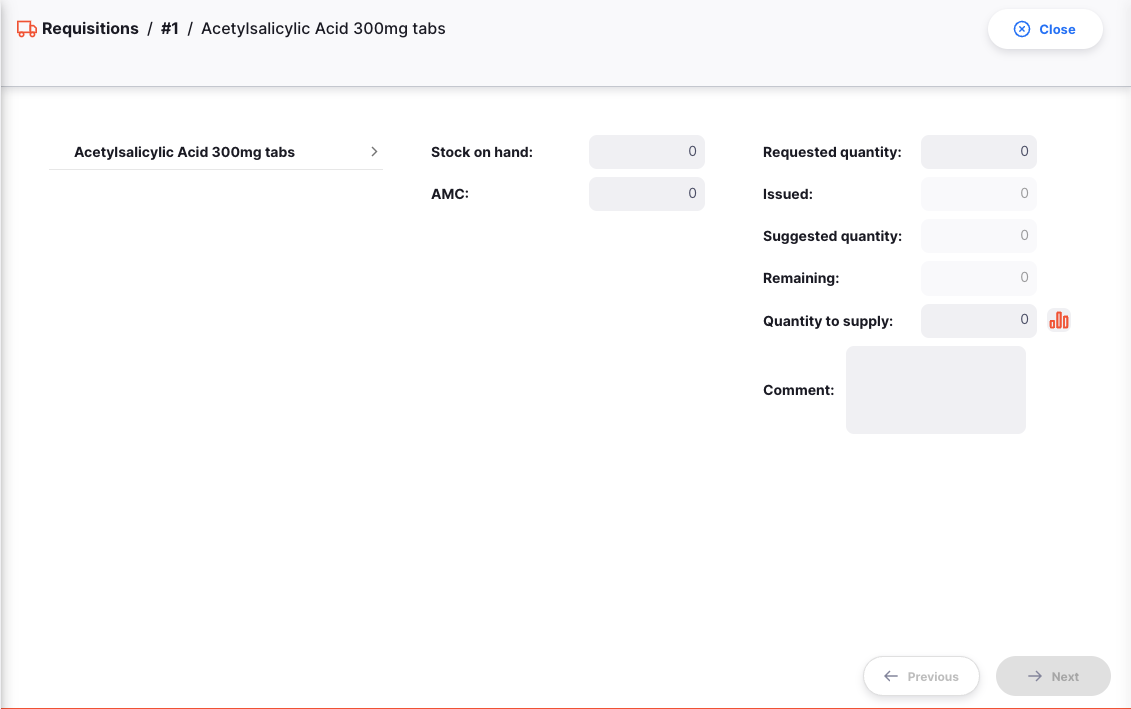 Requisitions / #1 / Acetylsalicylic Acid 300mg tabs
Close
Acetylsalicylic Acid 300mg tabs
Stock on hand: 0
AMC: 0
Requested quantity: 0
Issued: 0
Suggested quantity: 0
Remaining: 0
Quantity to supply: 0
Comment:
Previous
Next